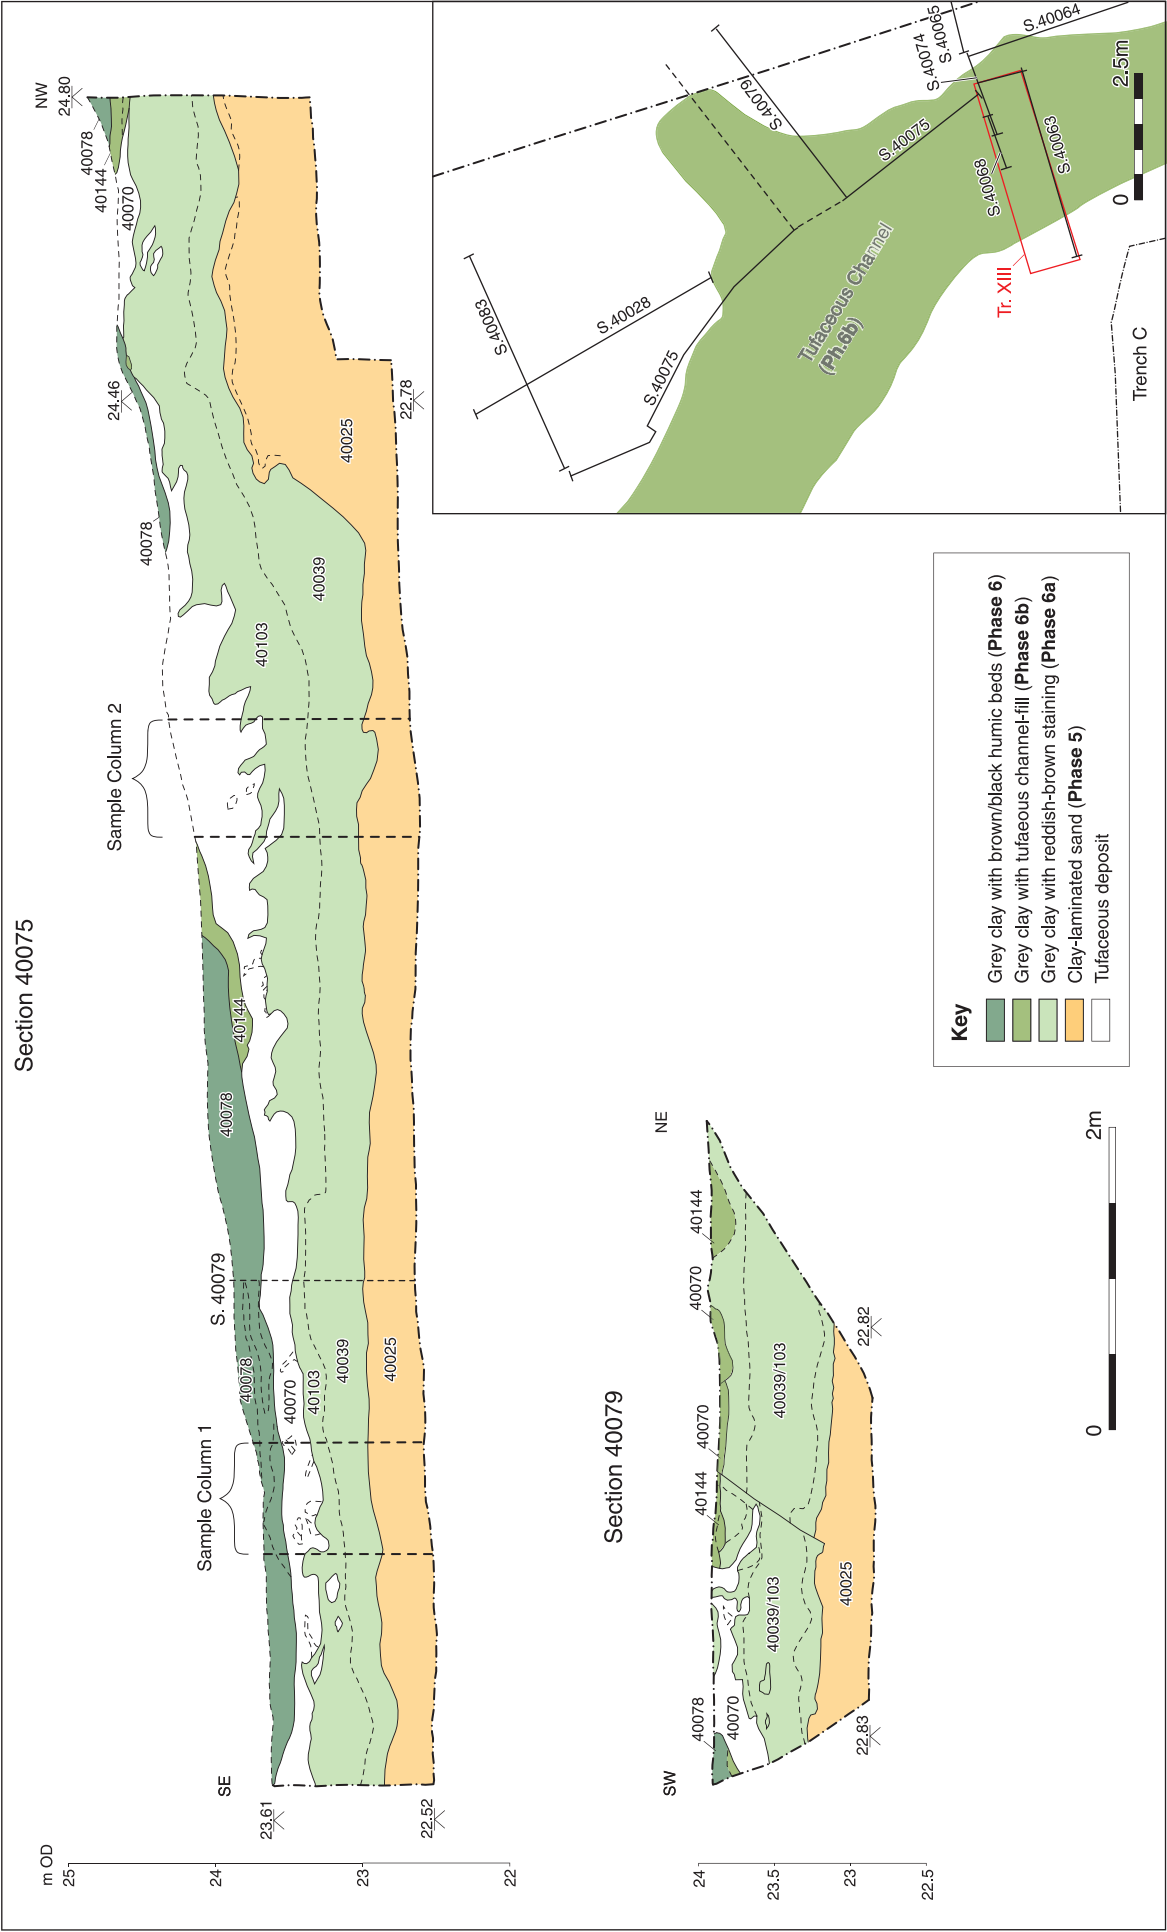 Section 40075
NW
24.80
40078
40144
40070
24.46
40078
22.78
40025
40039
40103
Sample Column 2
40144
40078
S. 40079
40078
40070
40103
40039
40025
Sample Column 1
SE
23.61
22.52
m OD
25
24
23
22
Section 40079
NE
40144
40070
40070
40144
40039/103
22.82
40039/103
40025
40078
40070
SW
22.83
24
23.5
23
22.5
0
2m
Key
Grey clay with brown/black humic beds (Phase 6)
Grey clay with tufaeous channel-fill (Phase 6b)
Grey clay with reddish-brown staining (Phase 6a)
Clay-laminated sand (Phase 5)
Tufaceous deposit
S.40083
S.40028
S.40075
S.40079
S.40075
S.40074
S.40065
S.40064
S.40068
S.40063
Tufaceous Channel
(Ph.6b)
Tr. XIII
Trench C
0
2.5m